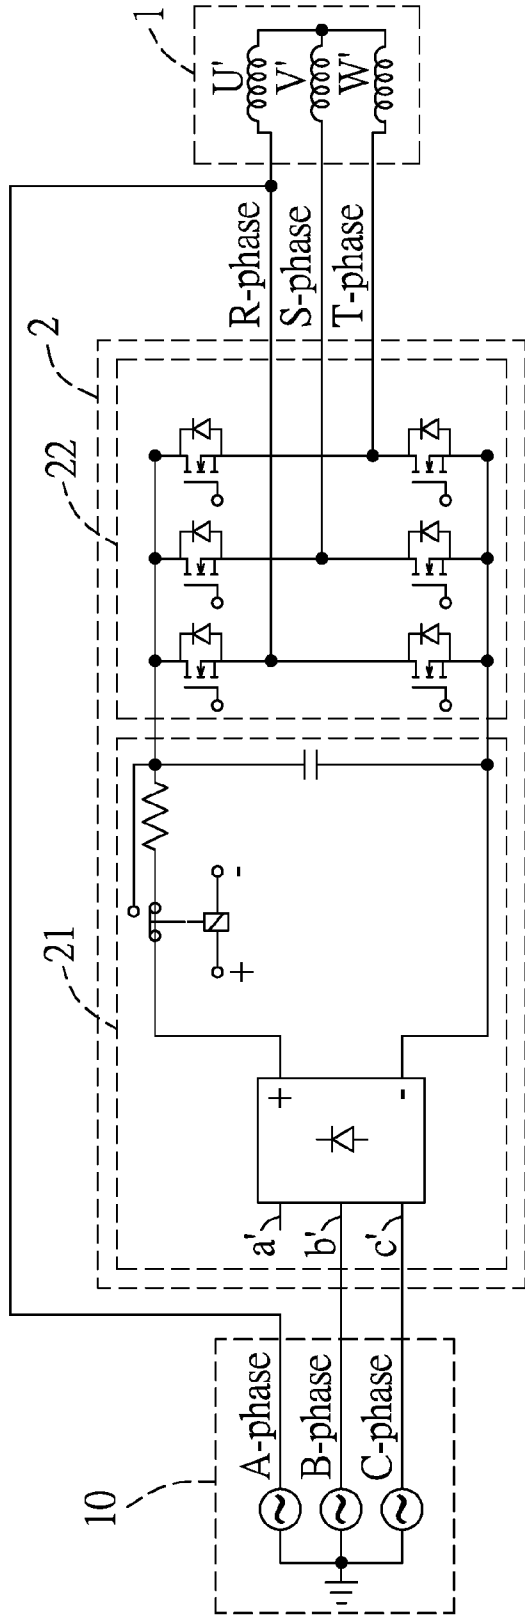 10
A-phase
B-phase
C-phase
21
a'
b'
c'
+
-
+
-
22
2
R-phase
S-phase
T-phase
1
U'
V'
W'